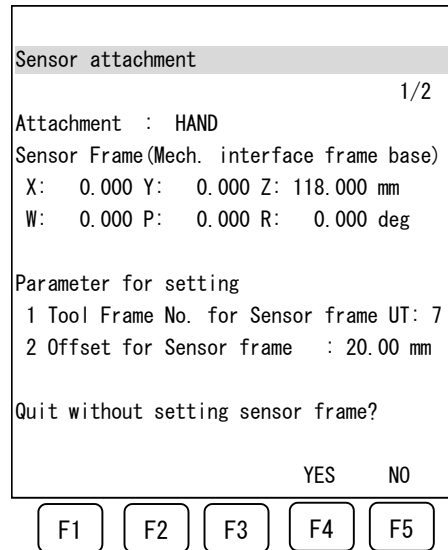 Sensor attachment
1/2
Attachment : HAND
Sensor Frame(Mech. interface frame base)
X: 0.000 Y: 0.000 Z: 118.000 mm
W: 0.000 P: 0.000 R: 0.000 deg
Parameter for setting
1 Tool Frame No. for Sensor frame UT: 7
2 Offset for Sensor frame : 20.00 mm
Quit without setting sensor frame?
YES NO
F1 F2 F3 F4 F5